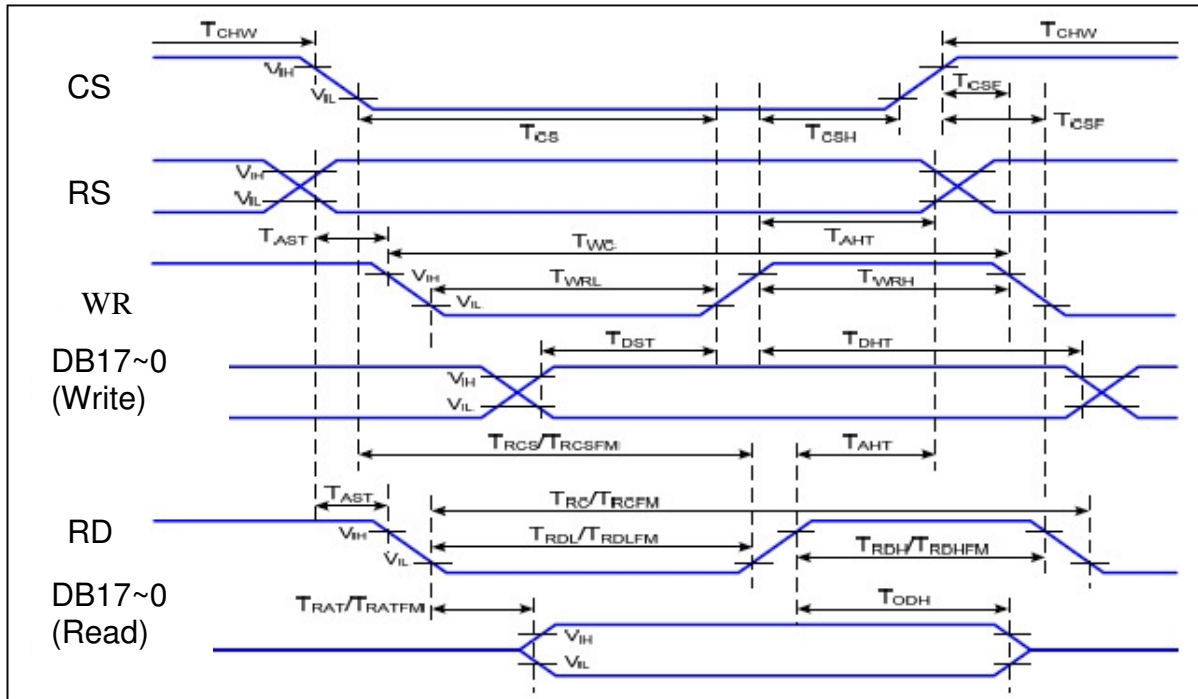 TCHW TCHW
CS VIH
VIL
TCSF
TCS TCSH TCSF
RS VIH
VIL
TAST TWC TAHT
WR VIH TWRL TWRH
VIL
TDST TDHT
DB17~0
(Write) VIH
VIL
TRCS/TRCSFM TAHT
TAST TRC/TRCFM
RD VIH TRDL/TRDLFM TRDH/TRDHFM
VIL
DB17~0
(Read) TRAT/TRATFM TODH
VIH
VIL